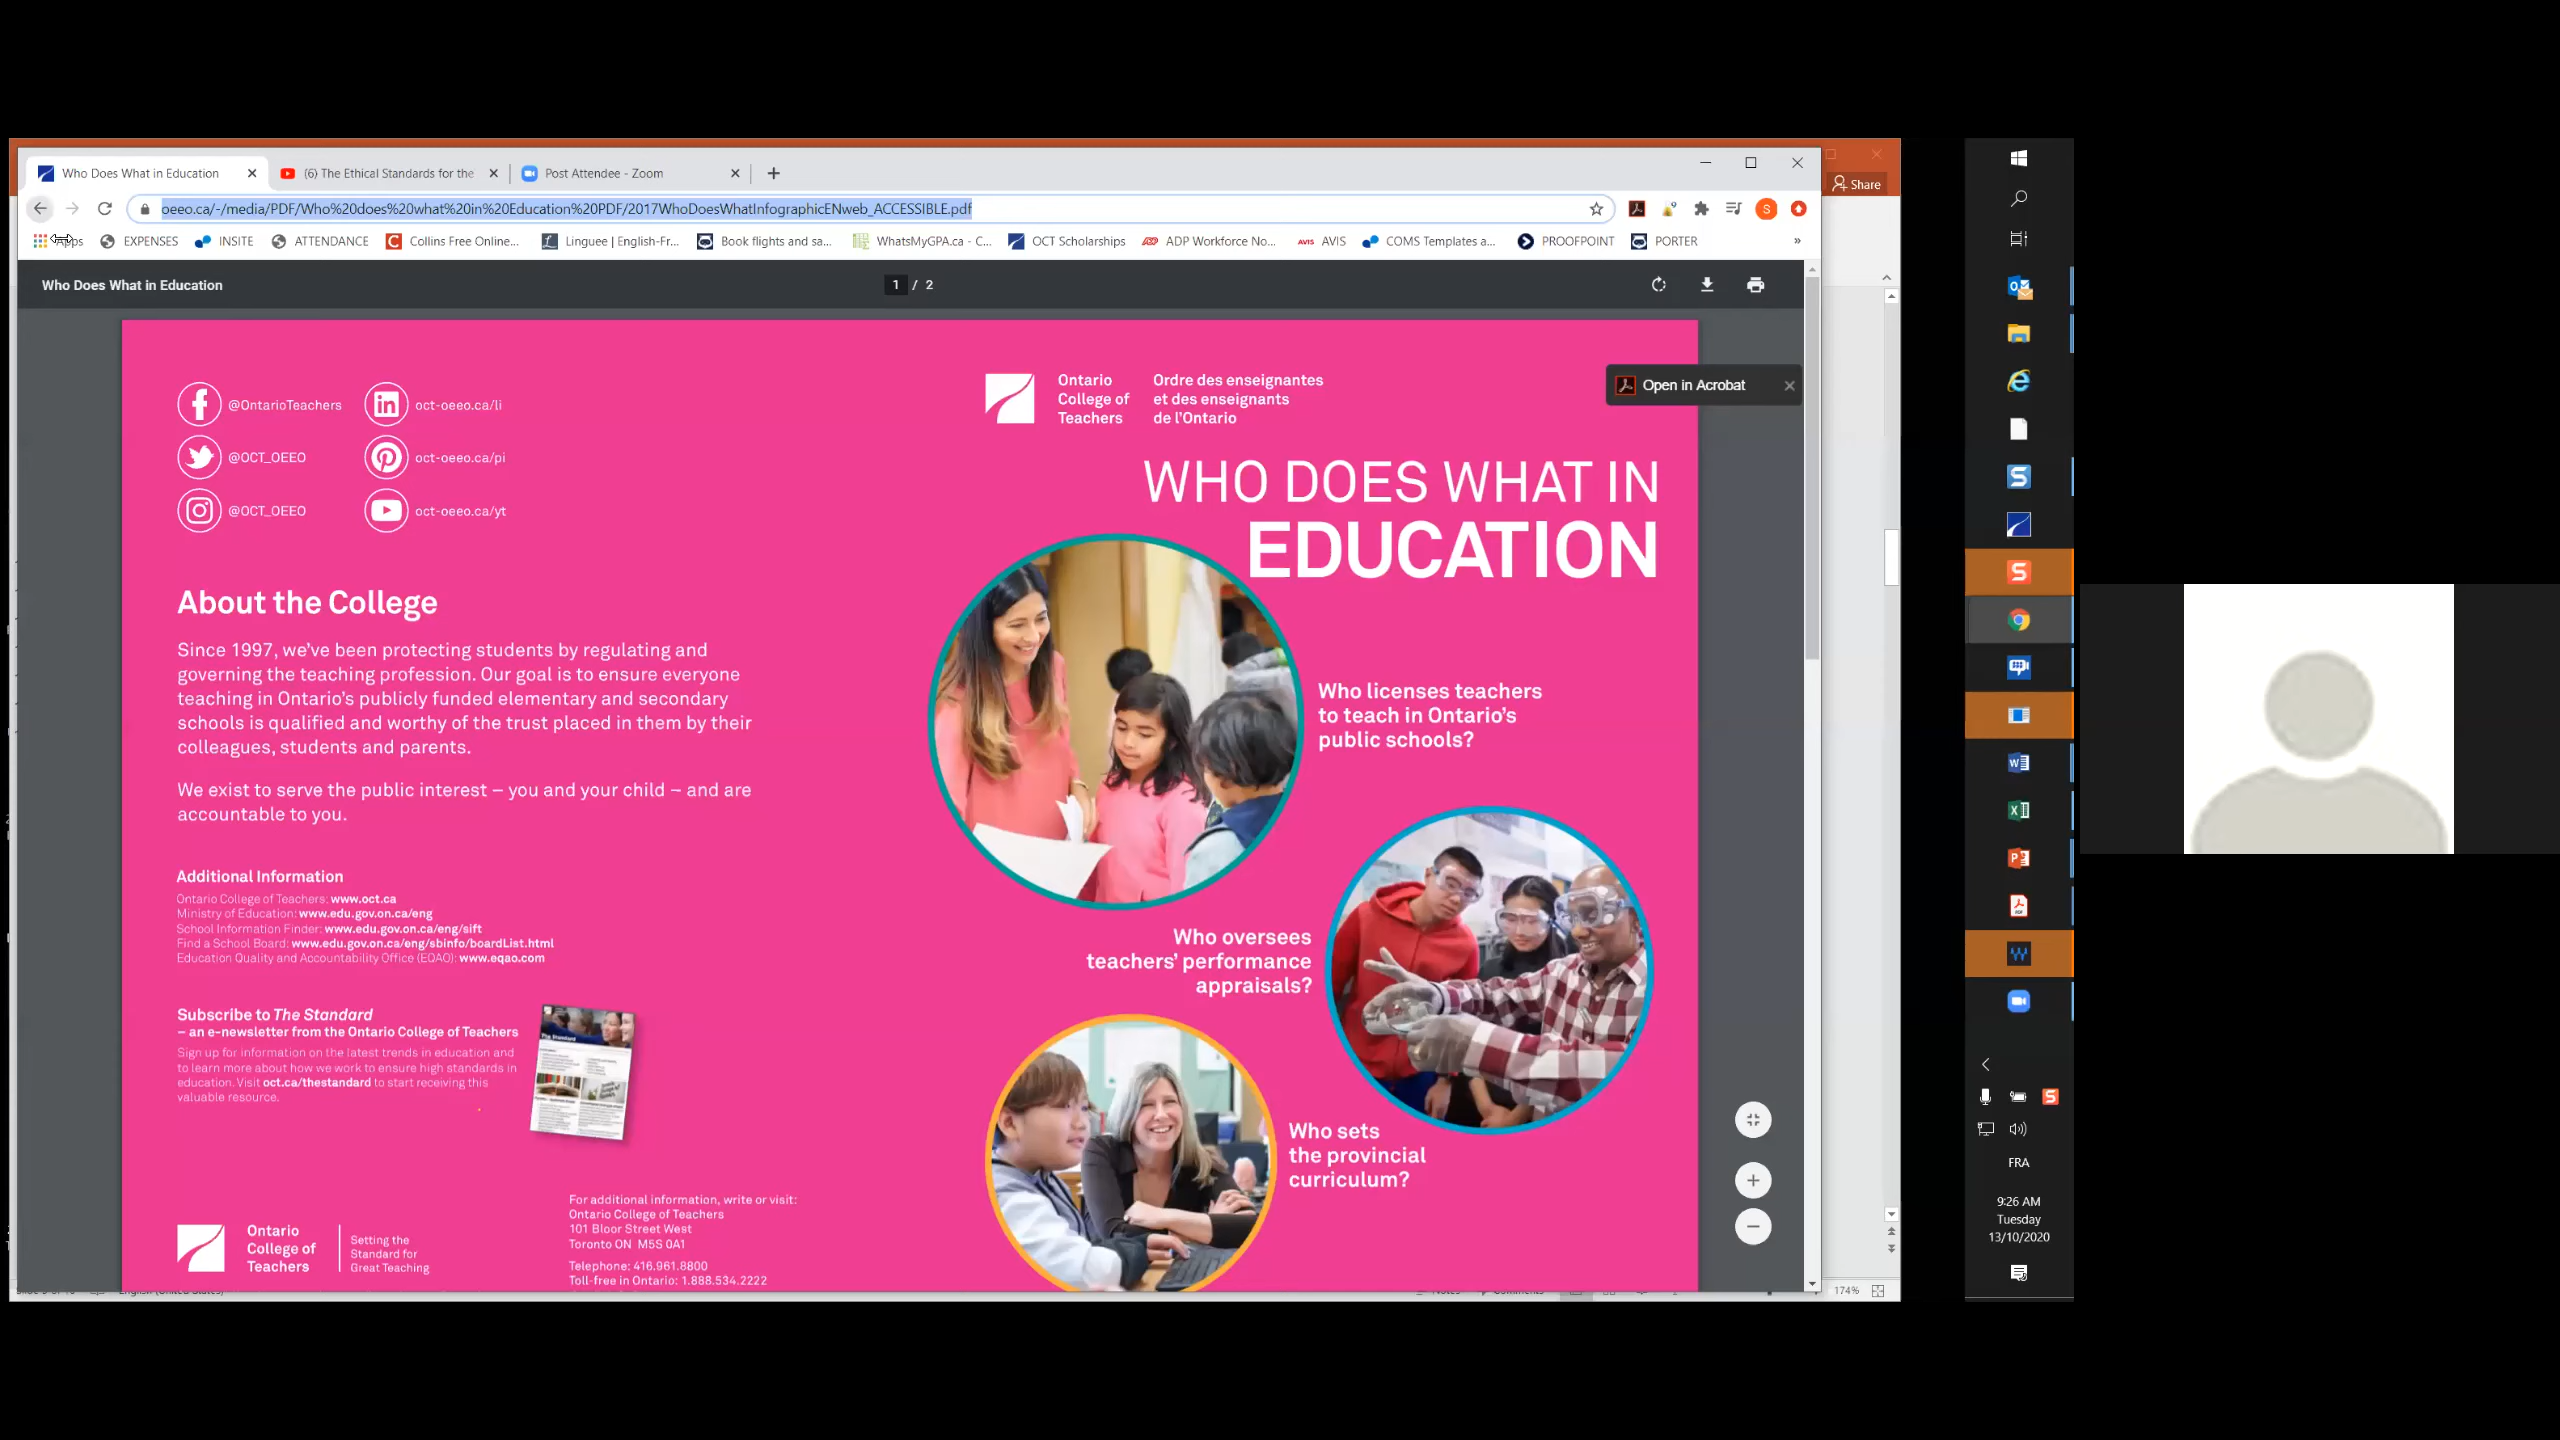 Who Does What in Education
(6) The Ethical Standards for the
Post Attendee - Zoom
Share
oeeo.ca/-/media/PDF/Who%20does%20what%20in%20Education%20PDF/2017WhoDoesWhatInfographicENweb_ACCESSIBLE.pdf
S
EXPENSES
INSITE
ATTENDANCE
Collins Free Online...
Linguee | English-Fr...
Book flights and sa...
WhatsMyGPA.ca - C...
OCT Scholarships
ADP Workforce No...
AVIS
COMS Templates a...
PROOFPOINT
PORTER
»
Who Does What in Education
1 / 2
Open in Acrobat
@OntarioTeachers
oct-oeeo.ca/li
@OCT_OEEO
oct-oeeo.ca/pi
@OCT_OEEO
oct-oeeo.ca/yt
About the College
Since 1997, we've been protecting students by regulating and
governing the teaching profession. Our goal is to ensure everyone
teaching in Ontario's publicly funded elementary and secondary
schools is qualified and worthy of the trust placed in them by their
colleagues, students and parents.
We exist to serve the public interest – you and your child – and are
accountable to you.
Additional Information
Ontario College of Teachers: www.oct.ca
Ministry of Education: www.edu.gov.on.ca/eng
School Information Finder: www.edu.gov.on.ca/eng/sift
Find a School Board: www.edu.gov.on.ca/eng/sbinfo/boardList.html
Education Quality and Accountability Office (EQAO): www.eqao.com
Subscribe to The Standard
– an e-newsletter from the Ontario College of Teachers
Sign up for information on the latest trends in education and
to learn more about how we work to ensure high standards in
education. Visit oct.ca/thestandard to start receiving this
valuable resource.
Ontario
College of
Teachers
Setting the
Standard for
Great Teaching
For additional information, write or visit:
Ontario College of Teachers
101 Bloor Street West
Toronto ON M5S 0A1
Telephone: 416.961.8800
Toll-free in Ontario: 1.888.534.2222
Ontario
College of
Teachers
Ordre des enseignantes
et des enseignants
de l'Ontario
WHO DOES WHAT IN
EDUCATION
Who licenses teachers
to teach in Ontario's
public schools?
Who oversees
teachers' performance
appraisals?
Who sets
the provincial
curriculum?
174%
FRA
9:26 AM
Tuesday
13/10/2020